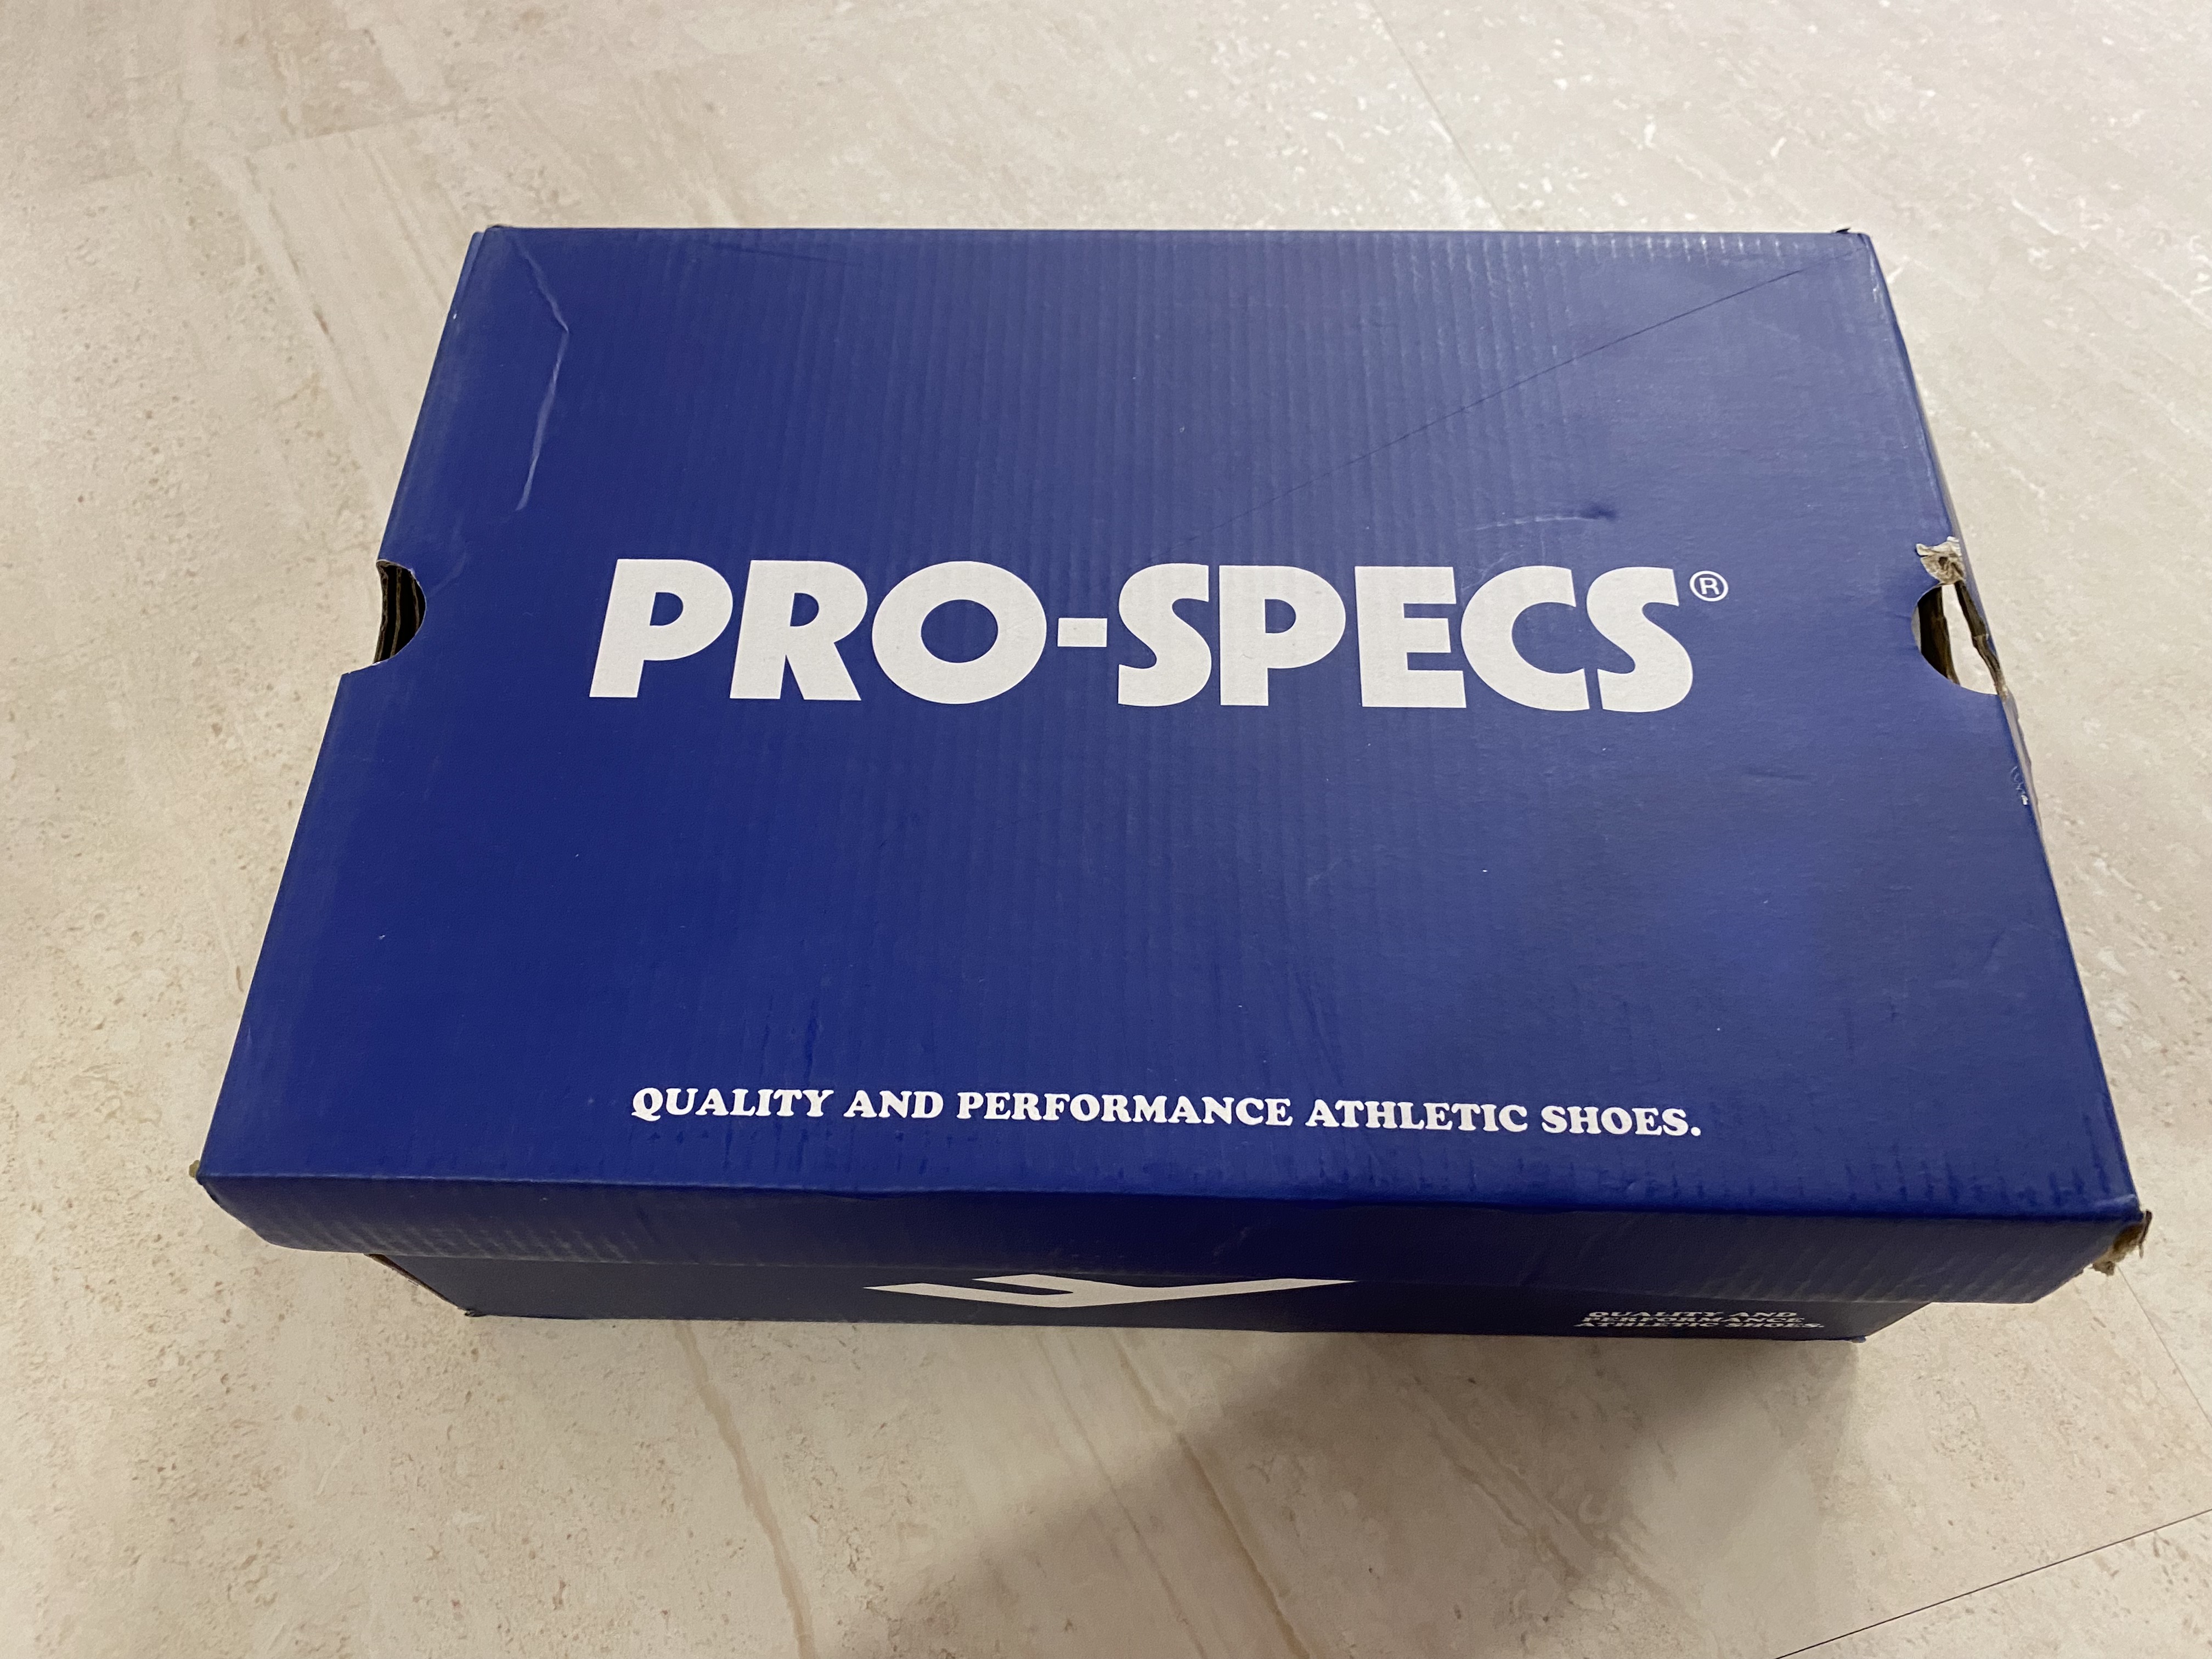 PRO-SPECS®
QUALITY AND PERFORMANCE ATHLETIC SHOES.
QUALITY AND
PERFORMANCE
ATHLETIC SHOES.